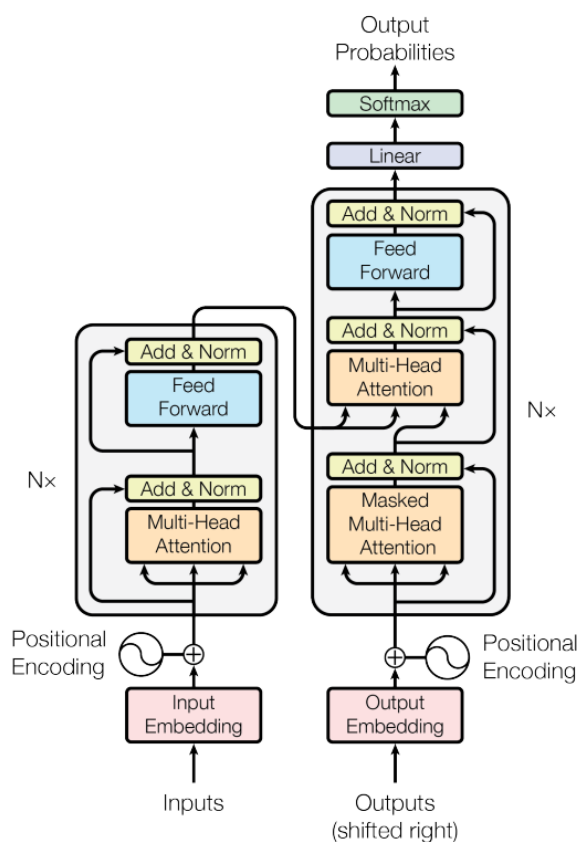 Output
Probabilities
Softmax
Linear
Add & Norm
Feed
Forward
Add & Norm
Multi-Head
Attention
Add & Norm
Masked
Multi-Head
Attention
Nx
Add & Norm
Feed
Forward
Add & Norm
Multi-Head
Attention
Nx
Positional
Encoding
Positional
Encoding
Input
Embedding
Output
Embedding
Inputs
Outputs
(shifted right)